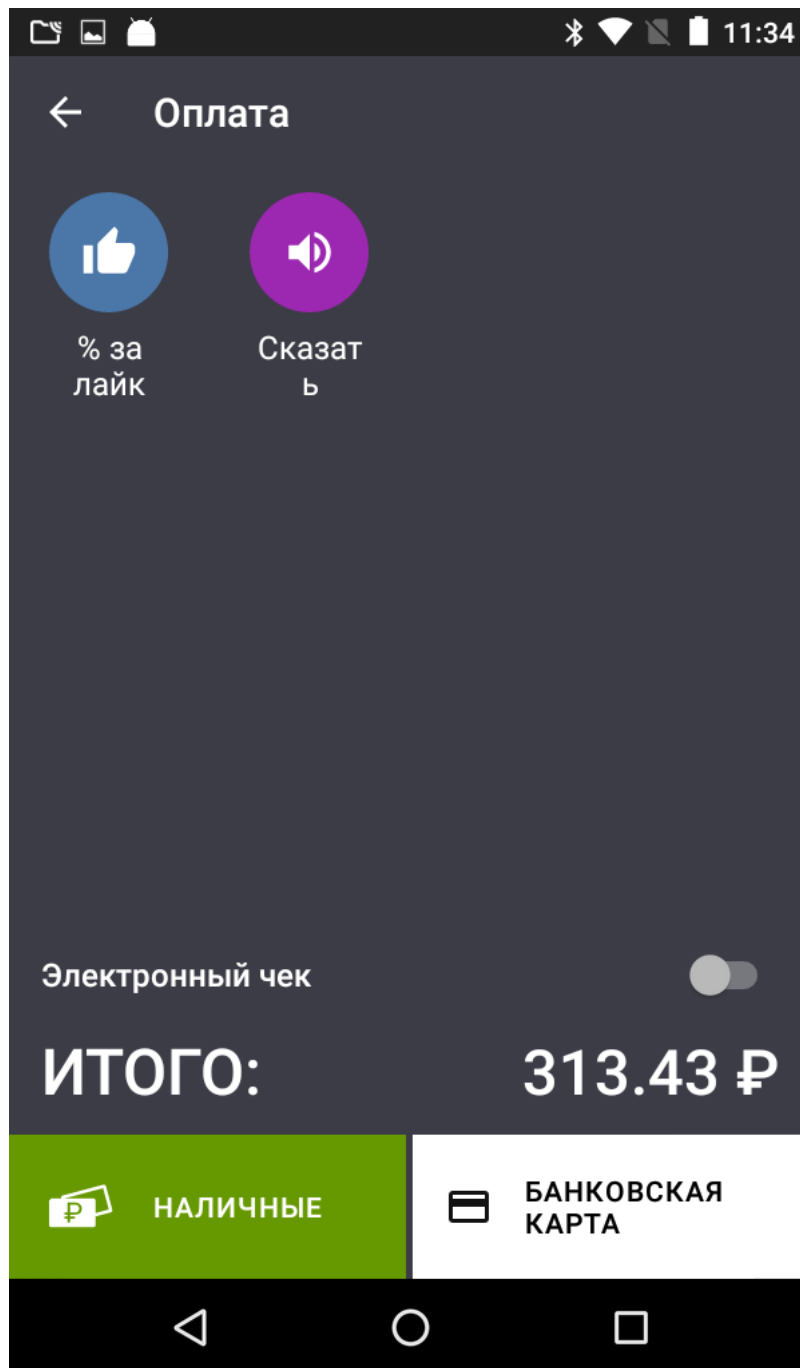 11:34
Оплата
% за
лайк
Сказат
ь
Электронный чек
ИТОГО: 313.43 ₽
₽ НАЛИЧНЫЕ
БАНКОВСКАЯ
КАРТА